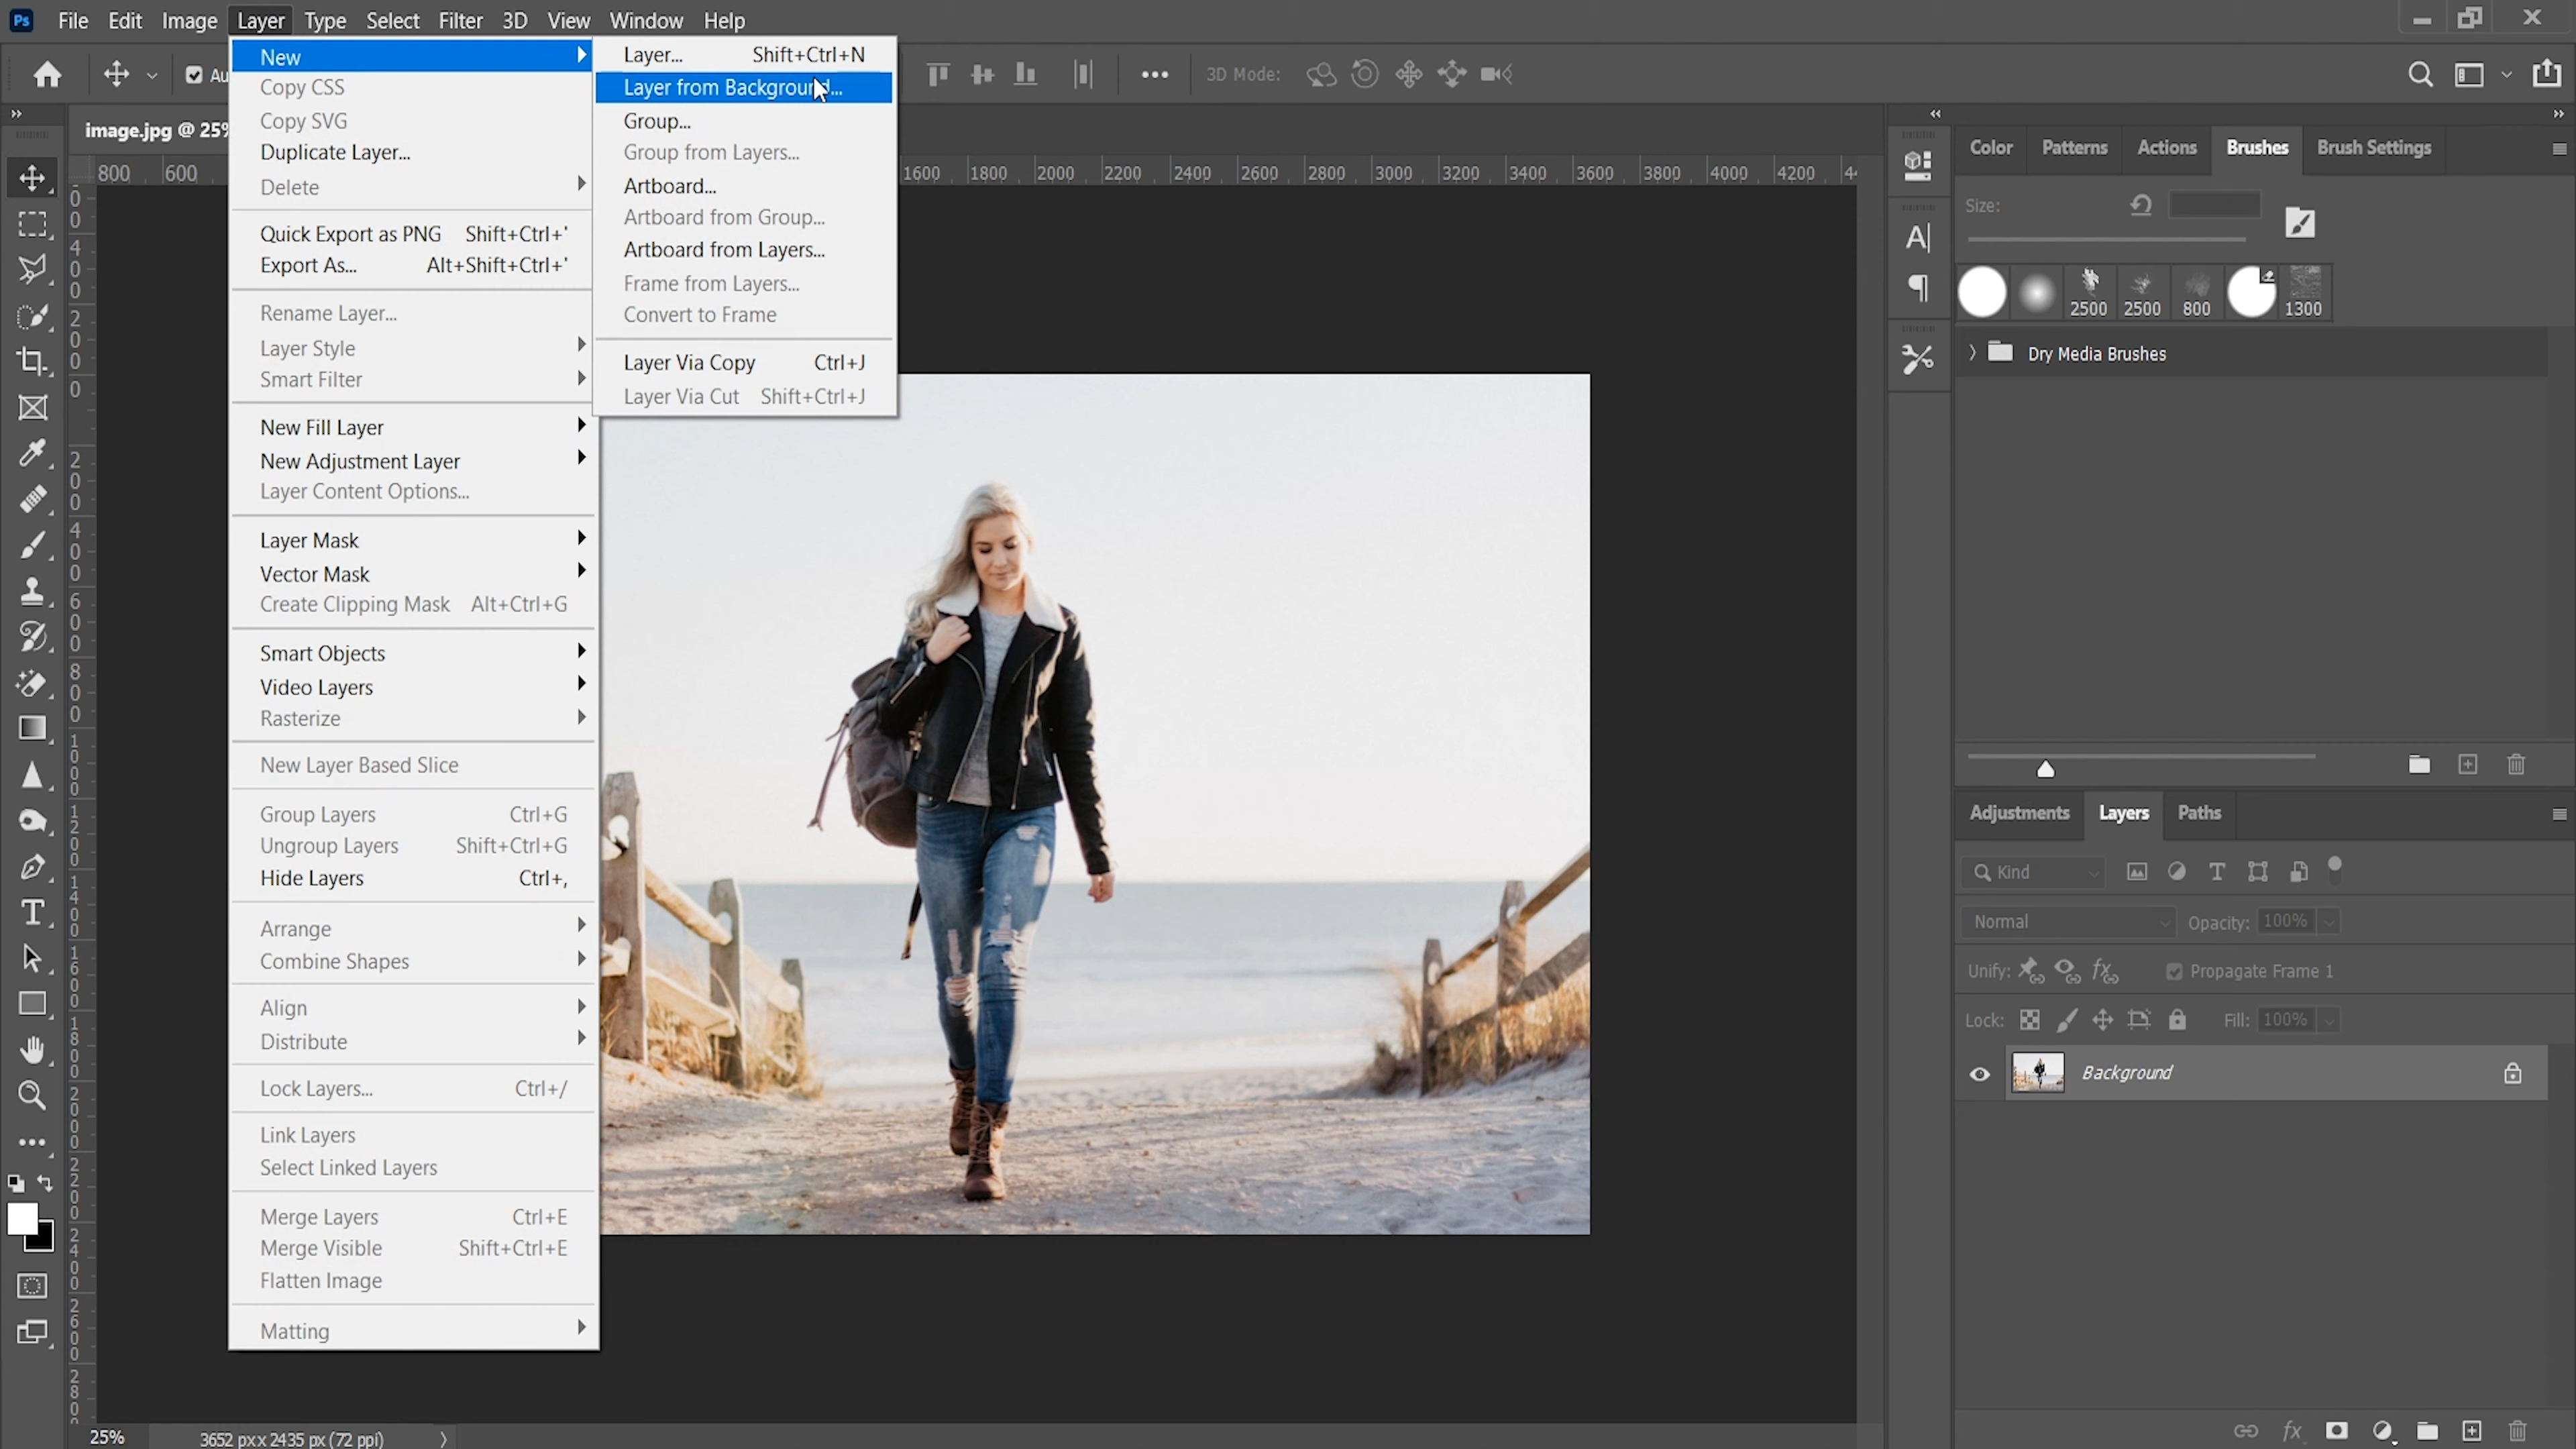 Ps File Edit Image Layer Type Select Filter 3D View Window Help
Au
3D Mode:
image.jpg @ 25%
New
Copy CSS
Copy SVG
Duplicate Layer...
Delete
Quick Export as PNG Shift+Ctrl+'
Export As... Alt+Shift+Ctrl+'
Rename Layer...
Layer Style
Smart Filter
New Fill Layer
New Adjustment Layer
Layer Content Options...
Layer Mask
Vector Mask
Create Clipping Mask Alt+Ctrl+G
Smart Objects
Video Layers
Rasterize
New Layer Based Slice
Group Layers Ctrl+G
Ungroup Layers Shift+Ctrl+G
Hide Layers Ctrl+,
Arrange
Combine Shapes
Align
Distribute
Lock Layers... Ctrl+/
Link Layers
Select Linked Layers
Merge Layers Ctrl+E
Merge Visible Shift+Ctrl+E
Flatten Image
Matting
Layer... Shift+Ctrl+N
Layer from Background...
Group...
Group from Layers...
Artboard...
Artboard from Group...
Artboard from Layers...
Frame from Layers...
Convert to Frame
Layer Via Copy Ctrl+J
Layer Via Cut Shift+Ctrl+J
800 600 1600 1800 2000 2200 2400 2600 2800 3000 3200 3400 3600 3800 4000 4200
Color Patterns Actions Brushes Brush Settings
Size:
2500 2500 800 1300
Dry Media Brushes
Adjustments Layers Paths
Kind
Normal Opacity: 100%
Unify: Propagate Frame 1
Lock: Fill: 100%
Background
25% 3652 px x 2435 px (72 ppi)